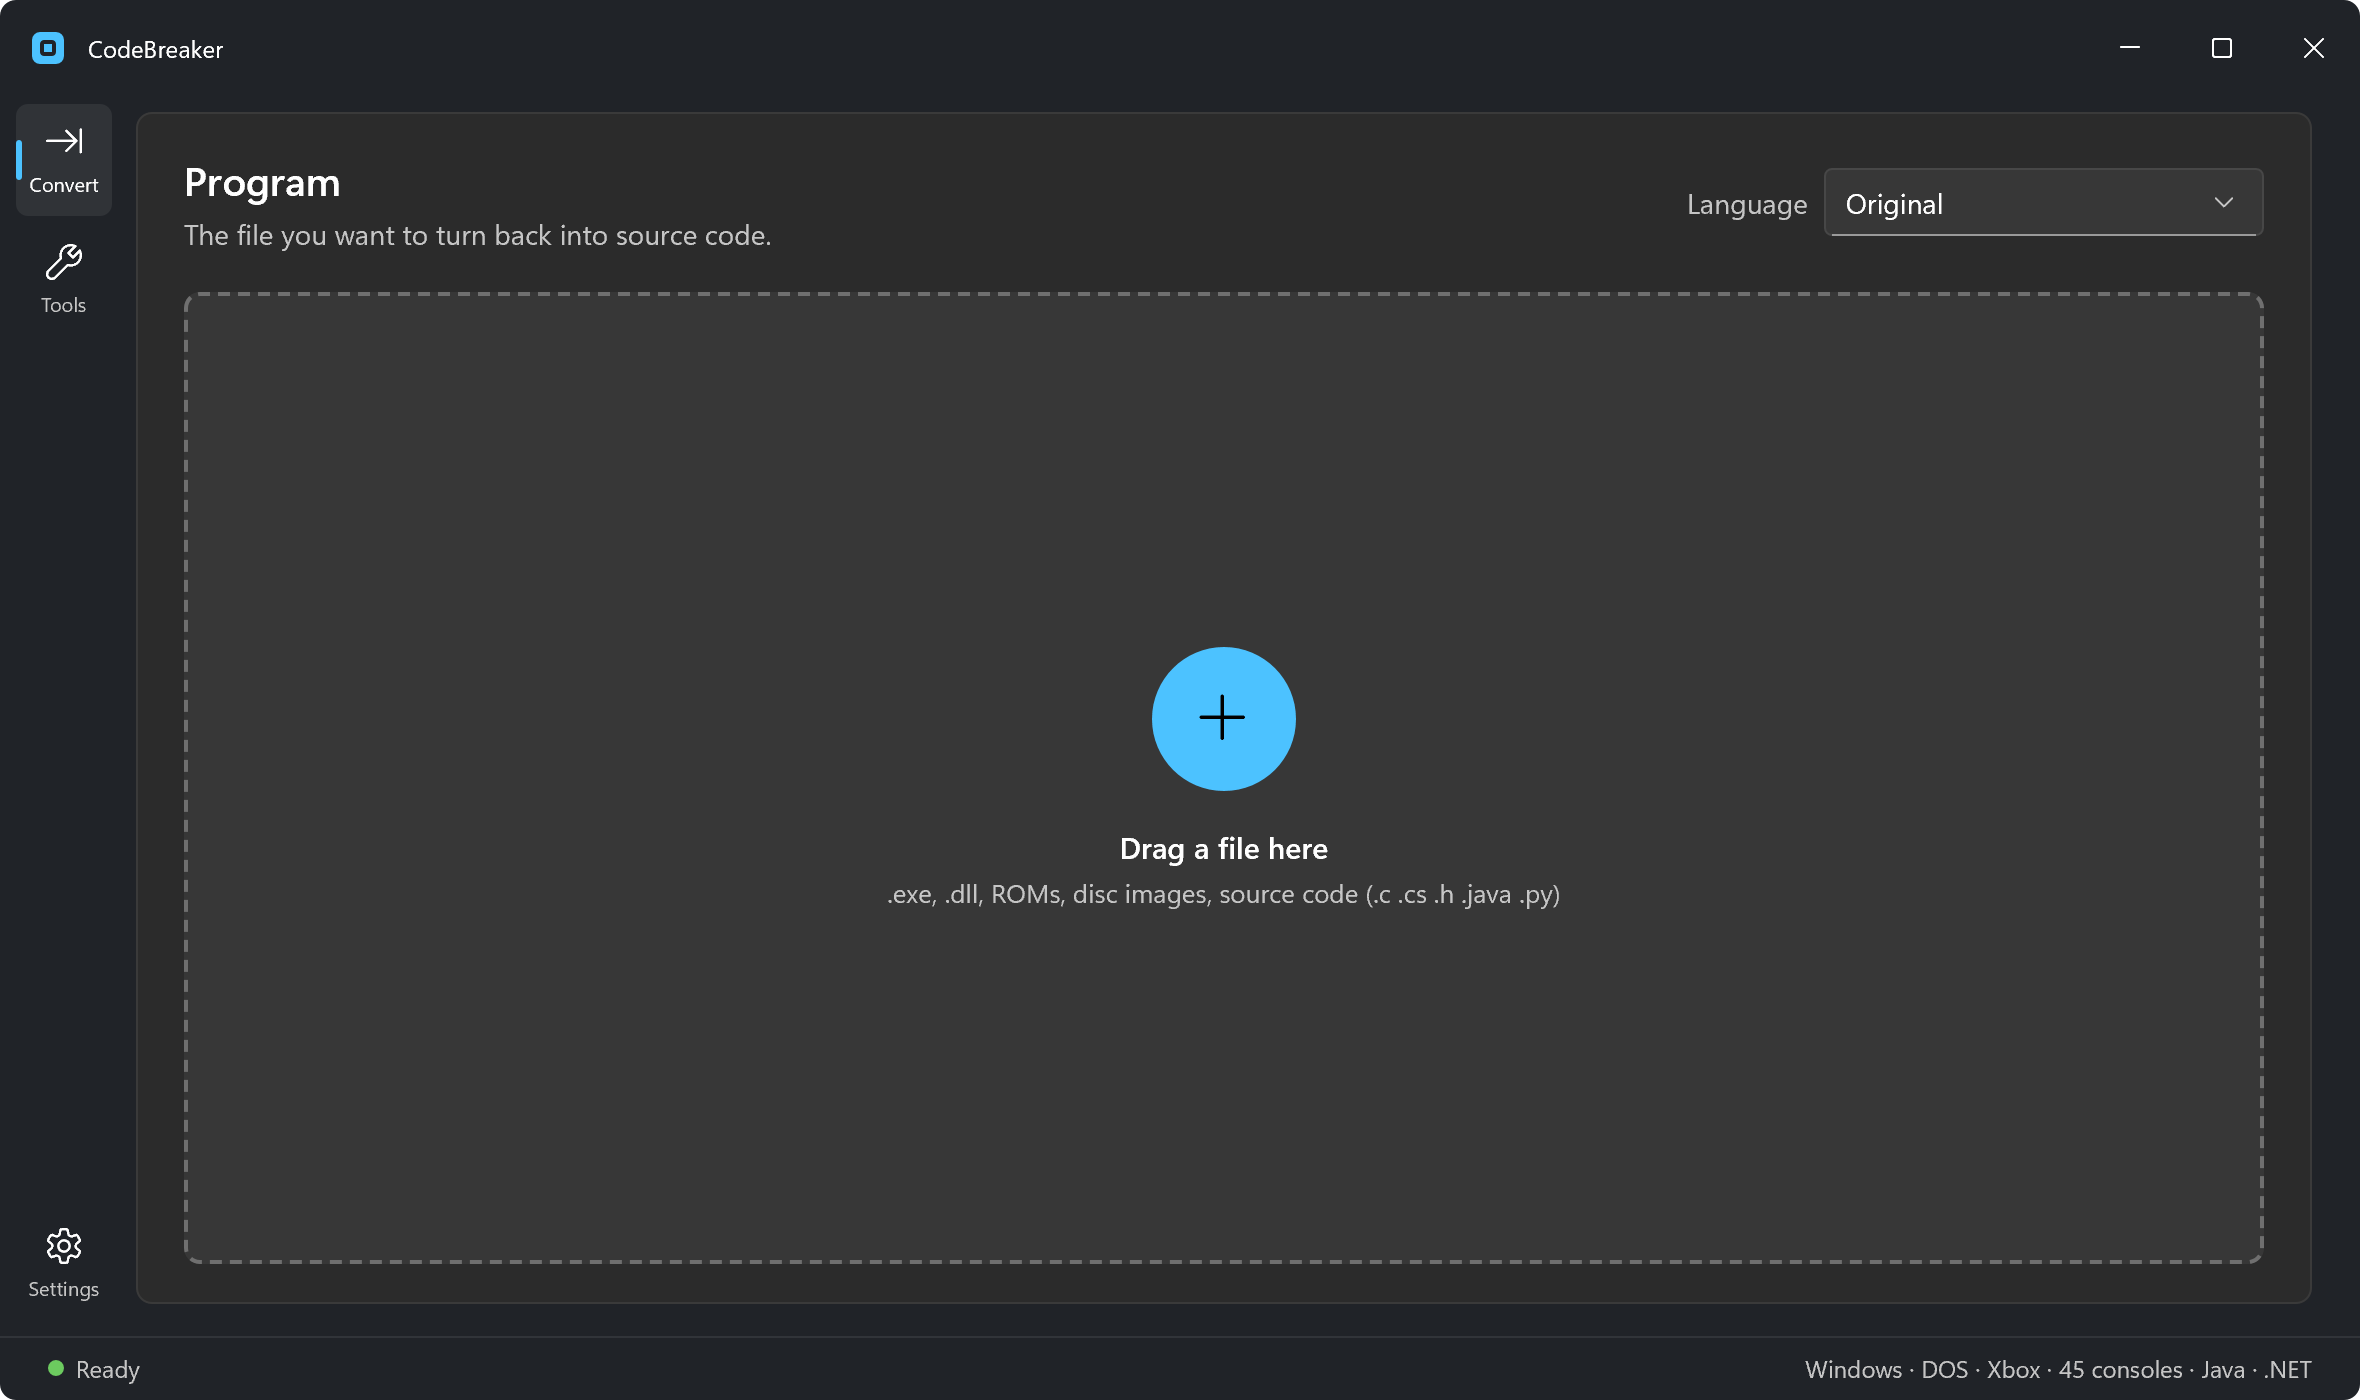 CodeBreaker
Convert
Tools
Settings
Program
The file you want to turn back into source code.
Language
Original
Drag a file here
.exe, .dll, ROMs, disc images, source code (.c .cs .h .java .py)
Ready
Windows · DOS · Xbox · 45 consoles · Java · .NET